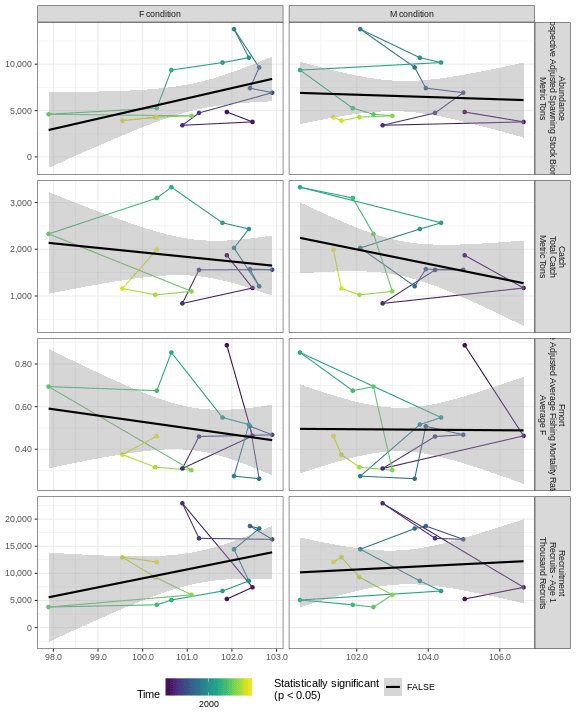 F condition
M condition
10,000
5,000
0
Abundance
Adjusted Spawning Stock
Metric Tons
3,000
2,000
1,000
Catch
Total Catch
Metric Tons
0.80
0.60
0.40
Fmort
Adjusted Average Fishing Mortality
Average F
20,000
15,000
10,000
5,000
0
Recruitment
Recruits - Age 1
Thousand Recruits
98.0 99.0 100.0 101.0 102.0 103.0
102.0 104.0 106.0
Time
2000
Statistically significant
(p < 0.05)
FALSE